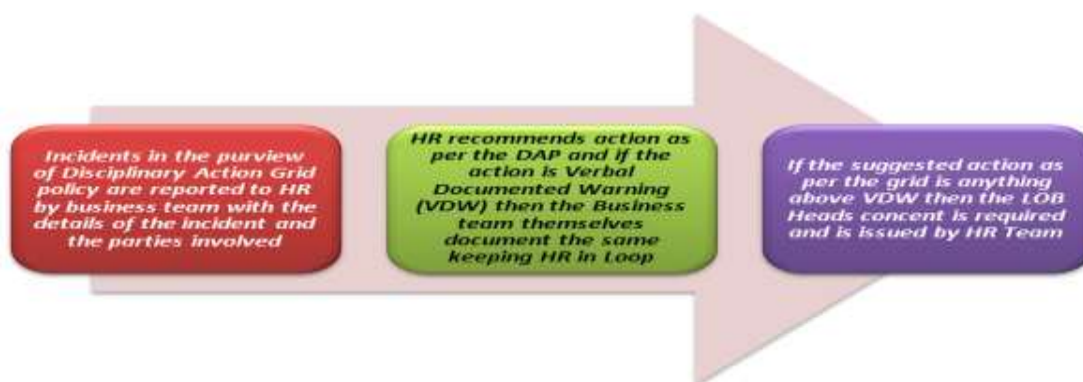 Incidents in the purview
of Disciplinary Action Grid
policy are reported to HR
by business team with the
details of the incident and
the parties involved
HR recommends action as
per the DAP and if the
action is Verbal
Documented Warning
(VDW) then the Business
team themselves
document the same
keeping HR in Loop
If the suggested action as
per the grid is anything
above VDW then the LOB
Heads concent is required
and is issued by HR Team